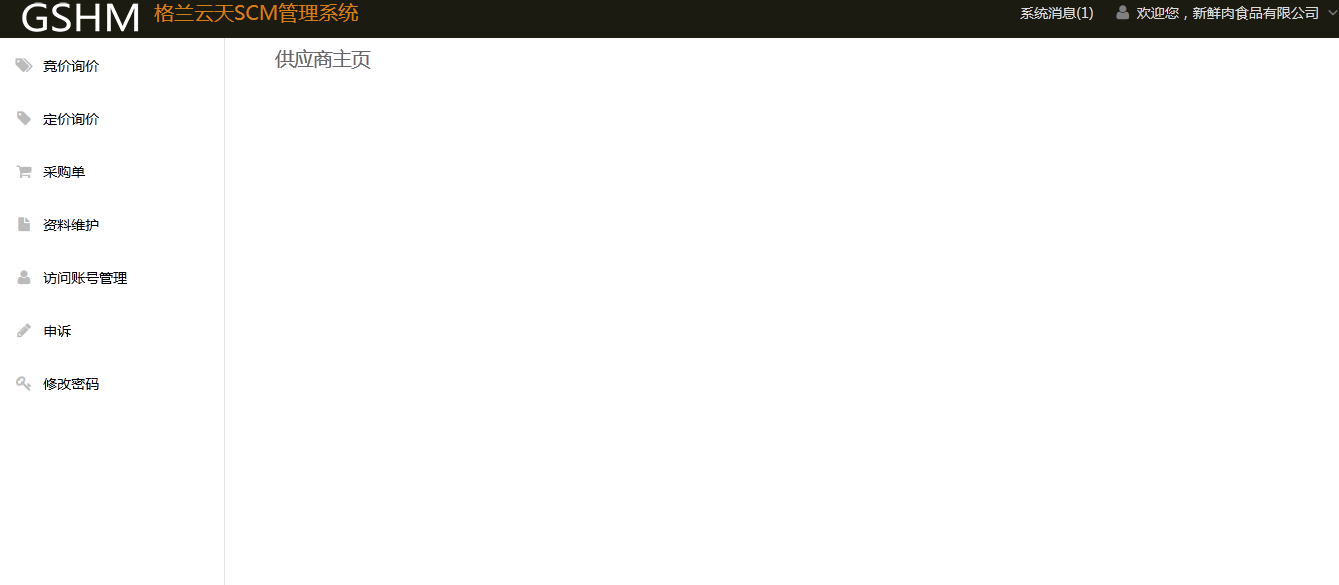 GSHM 格兰云天SCM管理系统 系统消息(1) 欢迎您，新鲜肉食品有限公司
供应商主页
竞价询价
定价询价
采购单
资料维护
访问账号管理
申诉
修改密码